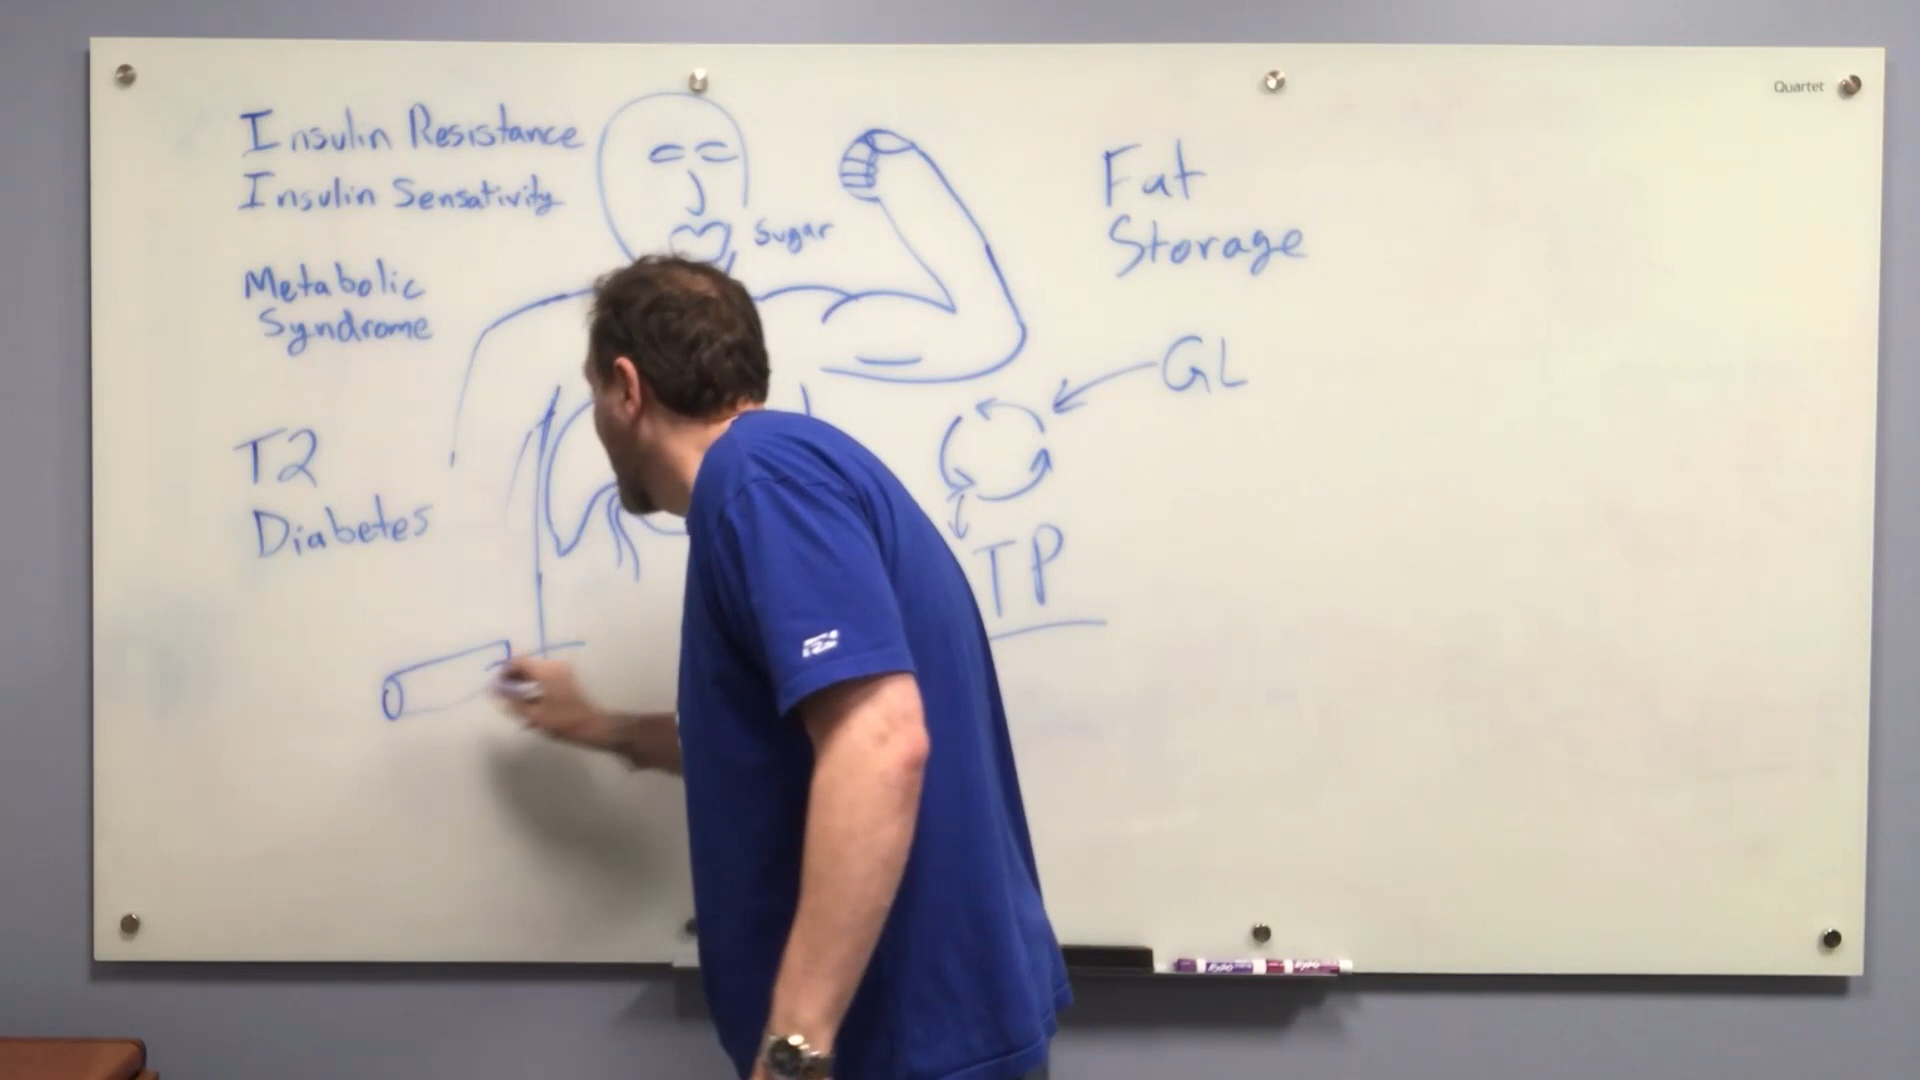 Quartet
Insulin Resistance
Insulin Sensativity
Sugar
Metabolic
Syndrome
T2
Diabetes
Fat
Storage
GL
TP